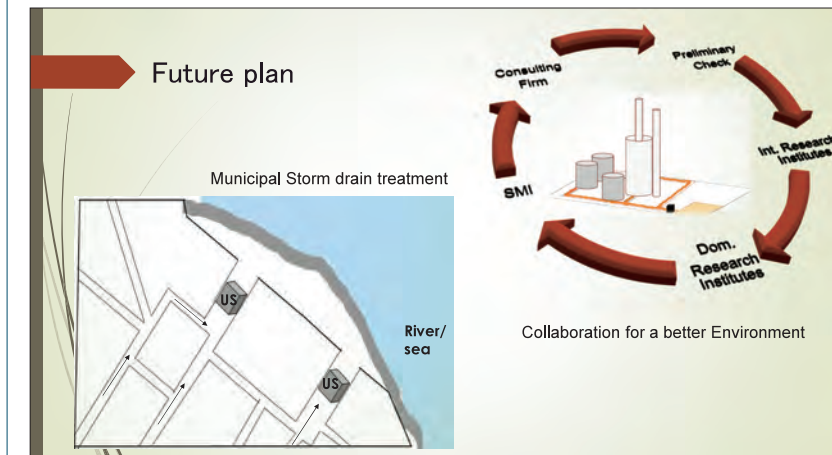 Future plan
Municipal Storm drain treatment
US
US
River/
sea
Consulting
Firm
Preliminary
Check
Int. Research
Institutes
Dom.
Research
Institutes
SMI
Collaboration for a better Environment